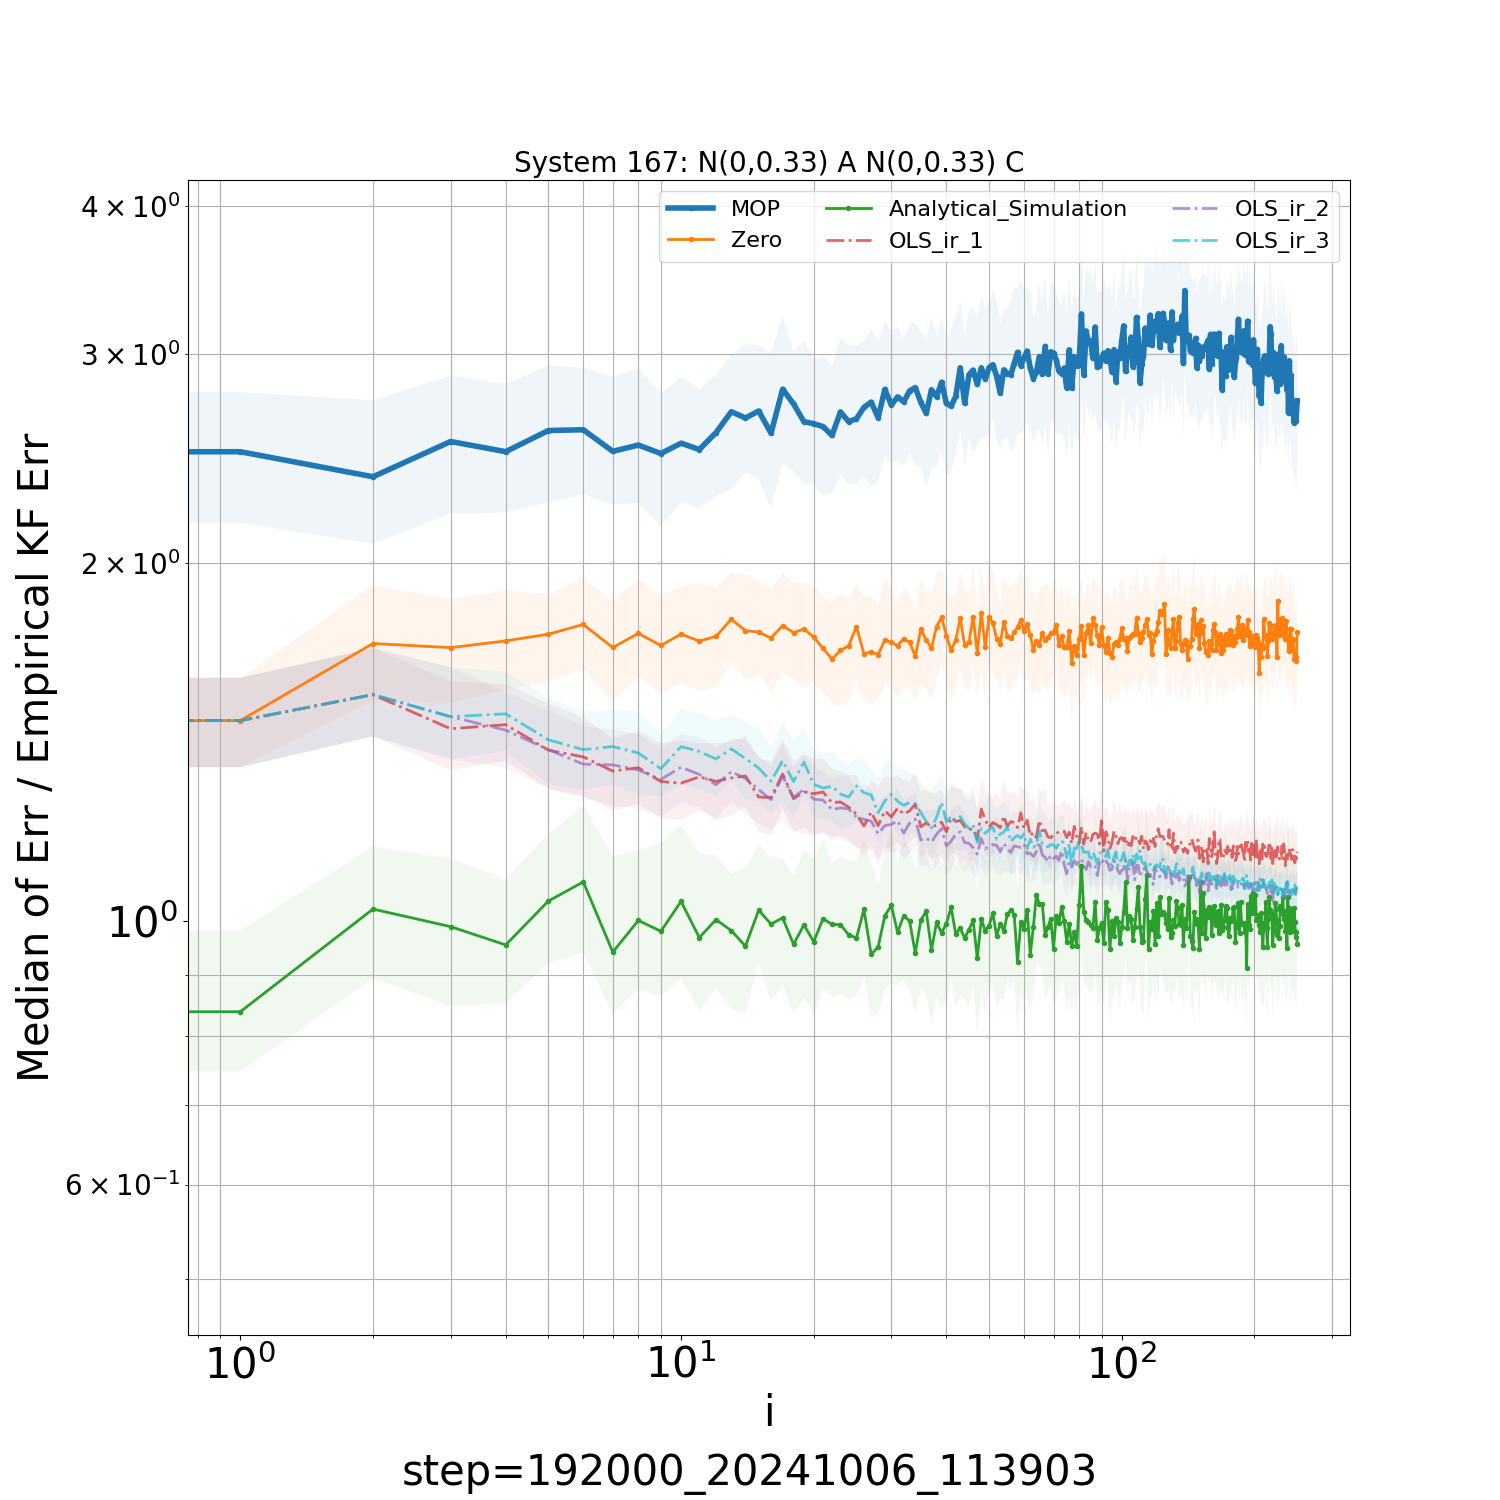 System 167: N(0,0.33) A N(0,0.33) C
MOP
Zero
Analytical_Simulation
OLS_ir_1
OLS_ir_2
OLS_ir_3
Median of Err / Empirical KF Err
4 × 10⁰
3 × 10⁰
2 × 10⁰
10⁰
6 × 10⁻¹
10⁰
10¹
10²
i
step=192000_20241006_113903